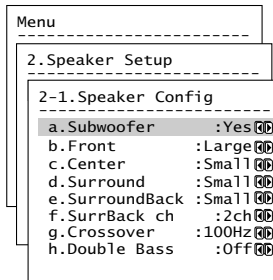 Menu
2.Speaker Setup
2-1.Speaker Config
a.Subwoofer :Yes
b.Front :Large
c.Center :Small
d.Surround :Small
e.SurroundBack :Small
f.SurrBack ch :2ch
g.Crossover :100Hz
h.Double Bass :Off